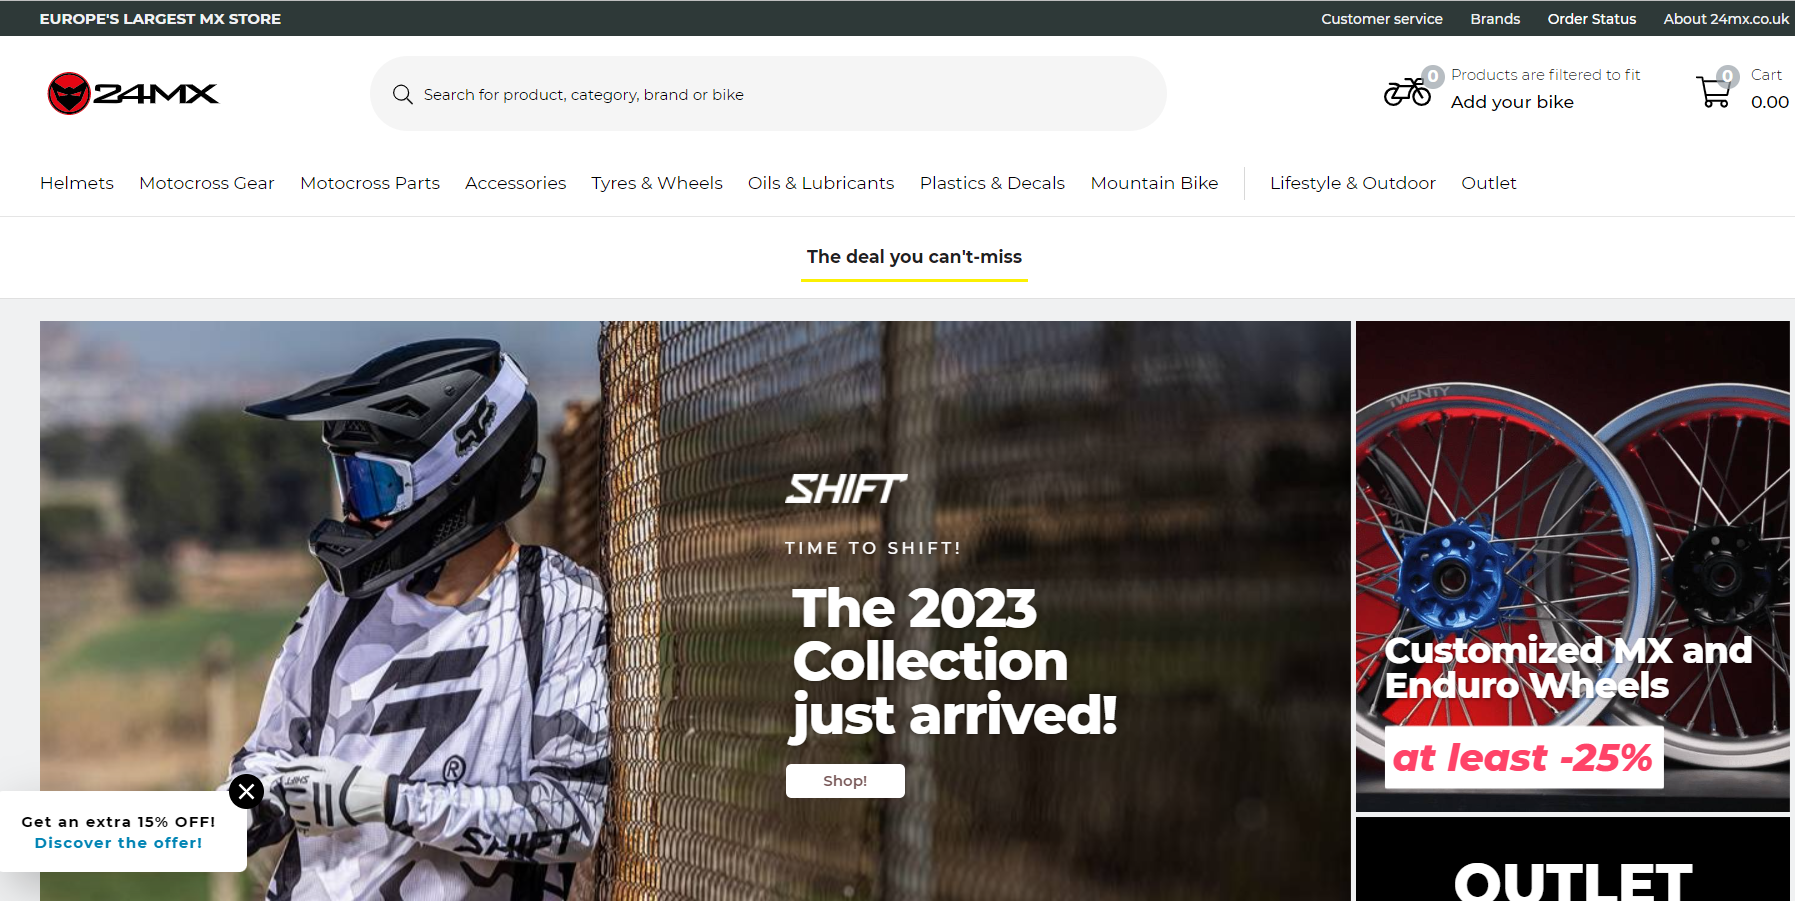 EUROPE'S LARGEST MX STORE
Customer service Brands Order Status About 24mx.co.uk
24MX
Search for product, category, brand or bike
0 Products are filtered to fit
Add your bike
0 Cart
0.00
Helmets Motocross Gear Motocross Parts Accessories Tyres & Wheels Oils & Lubricants Plastics & Decals Mountain Bike Lifestyle & Outdoor Outlet
The deal you can't-miss
SHIFT
TIME TO SHIFT!
The 2023
Collection
just arrived!
Shop!
fox
SHIFT
®
SHIFT
TWENTY
Customized MX and
Enduro Wheels
at least -25%
OUTLET
Get an extra 15% OFF!
Discover the offer!